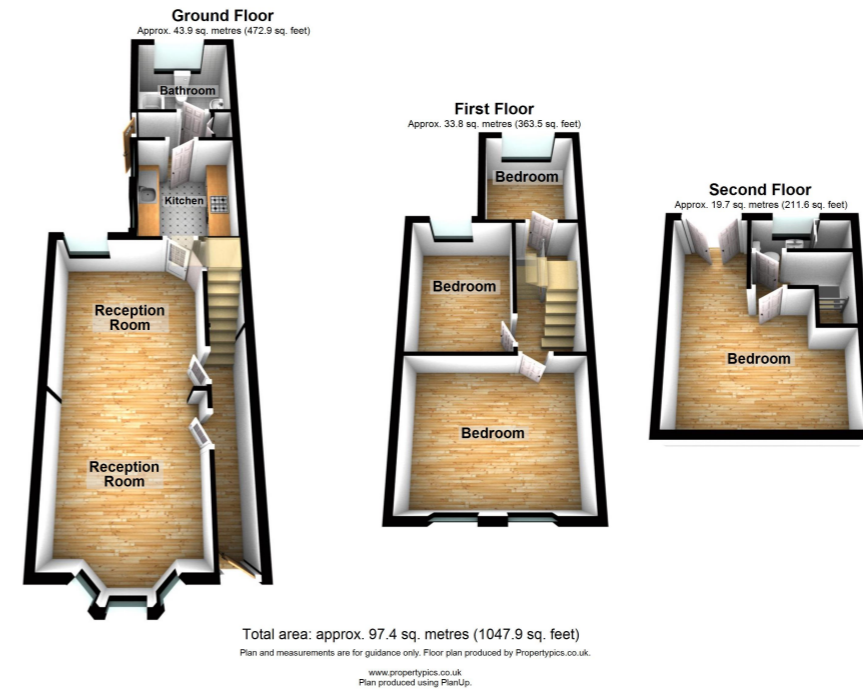 Ground Floor
Approx. 43.9 sq. metres (472.9 sq. feet)
Bathroom
Kitchen
Reception
Room
Reception
Room
First Floor
Approx. 33.8 sq. metres (363.5 sq. feet)
Bedroom
Bedroom
Bedroom
Second Floor
Approx. 19.7 sq. metres (211.6 sq. feet)
Bedroom
Total area: approx. 97.4 sq. metres (1047.9 sq. feet)
Plan and measurements are for guidance only. Floor plan produced by Propertypics.co.uk.
www.propertypics.co.uk
Plan produced using PlanUp.